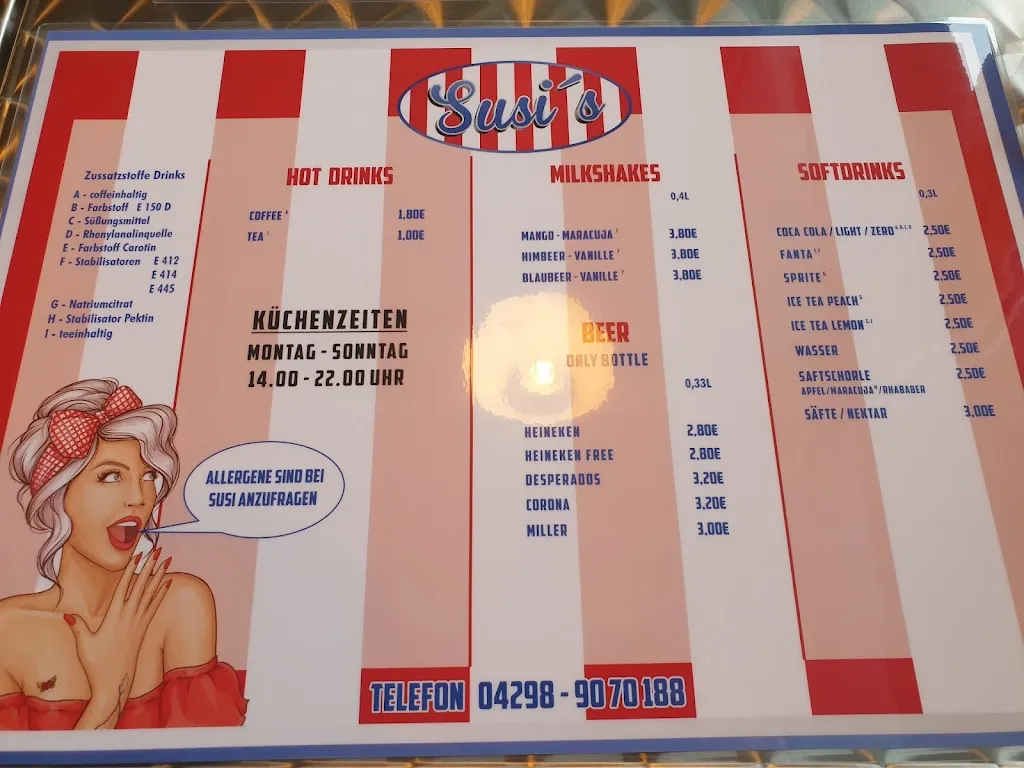 Susi´s
Zussatzstoffe Drinks
A - coffeinhaltig
B - Farbstoff E 150 D
C - Süßungsmittel
D - Rhenylanalinquelle
E - Farbstoff Carotin
F - Stabilisatoren E 412
E 414
E 445
G - Natriumcitrat
H - Stabilisator Pektin
I - teeinhaltig
HOT DRINKS
COFFEE A 1,80€
TEA I 1,00€
KÜCHENZEITEN
MONTAG - SONNTAG
14.00 - 22.00 UHR
ALLERGENE SIND BEI
SUSI ANZUFRAGEN
MILKSHAKES
0,4L
MANGO - MARACUJA 3,80€
HIMBEER - VANILLE 3,80€
BLAUBEER - VANILLE 3,80€
BEER
ONLY BOTTLE
0,33L
HEINEKEN 2,80€
HEINEKEN FREE 2,80€
DESPERADOS 3,20€
CORONA 3,20€
MILLER 3,00€
SOFTDRINKS
0,3L
COCA COLA / LIGHT / ZERO 2,50€
FANTA 2,50€
SPRITE 2,50€
ICE TEA PEACH 2,50€
ICE TEA LEMON 2,50€
WASSER 2,50€
SAFTSCHORLE 2,50€
APFEL/MARACUJA/RHABABER
SÄFTE / NEKTAR 3,00€
TELEFON 04298 - 9070188